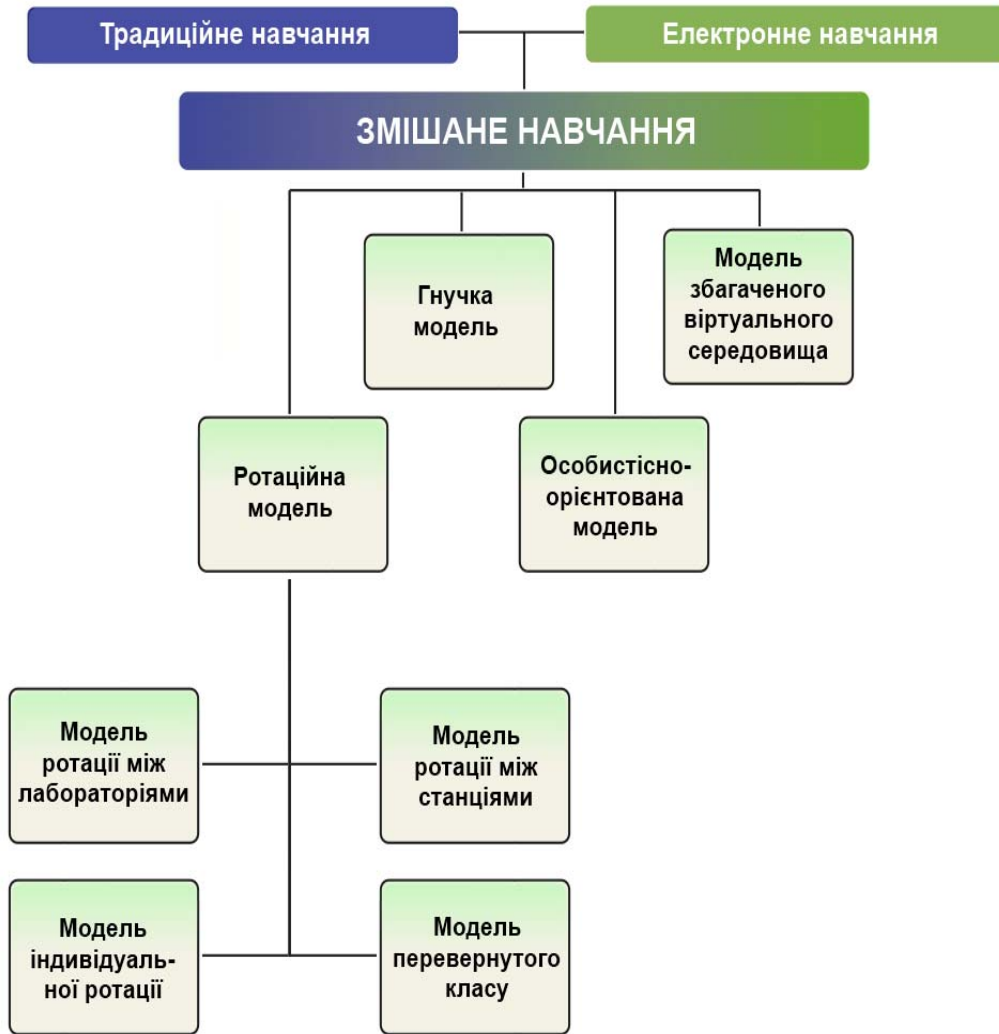 Традиційне навчання
Електронне навчання
ЗМІШАНЕ НАВЧАННЯ
Гнучка
модель
Модель
збагаченого
віртуального
середовища
Ротаційна
модель
Особистісно-
орієнтована
модель
Модель
ротації між
лабораторіями
Модель
ротації між
станціями
Модель
індивідуаль-
ної ротації
Модель
перевернутого
класу